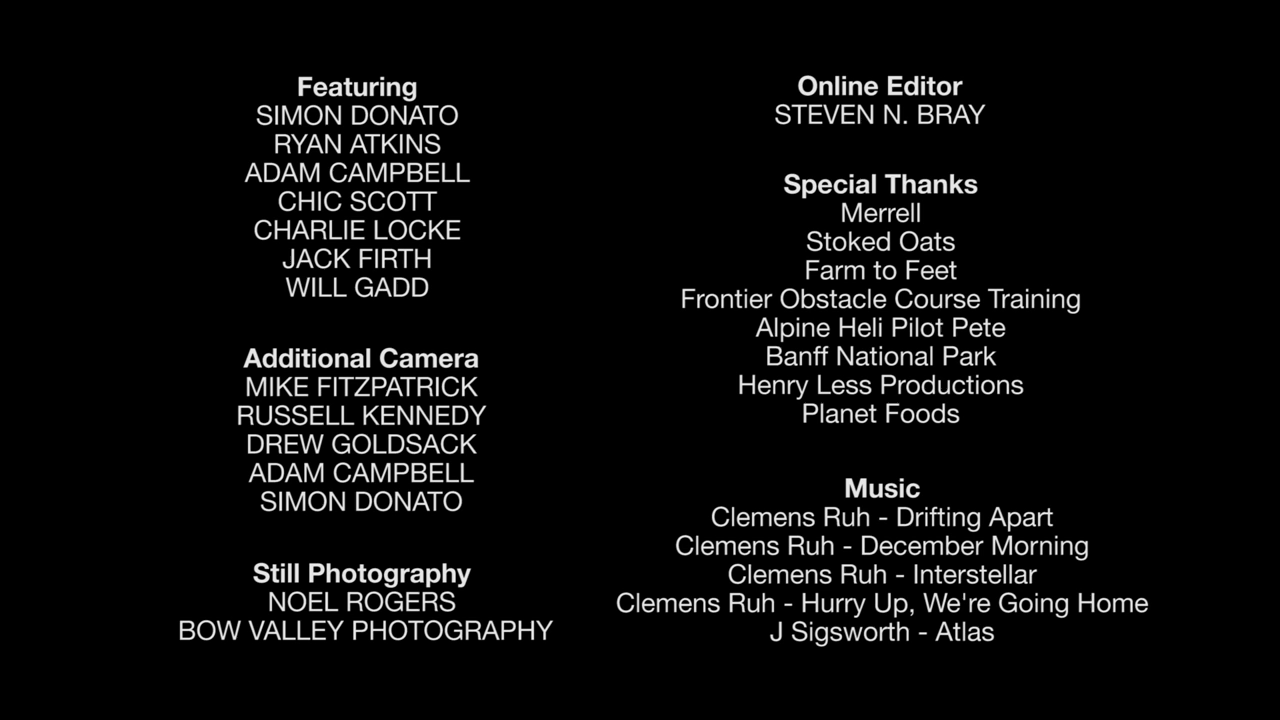 Featuring
SIMON DONATO
RYAN ATKINS
ADAM CAMPBELL
CHIC SCOTT
CHARLIE LOCKE
JACK FIRTH
WILL GADD
Additional Camera
MIKE FITZPATRICK
RUSSELL KENNEDY
DREW GOLDSACK
ADAM CAMPBELL
SIMON DONATO
Still Photography
NOEL ROGERS
BOW VALLEY PHOTOGRAPHY
Online Editor
STEVEN N. BRAY
Special Thanks
Merrell
Stoked Oats
Farm to Feet
Frontier Obstacle Course Training
Alpine Heli Pilot Pete
Banff National Park
Henry Less Productions
Planet Foods
Music
Clemens Ruh - Drifting Apart
Clemens Ruh - December Morning
Clemens Ruh - Interstellar
Clemens Ruh - Hurry Up, We're Going Home
J Sigsworth - Atlas